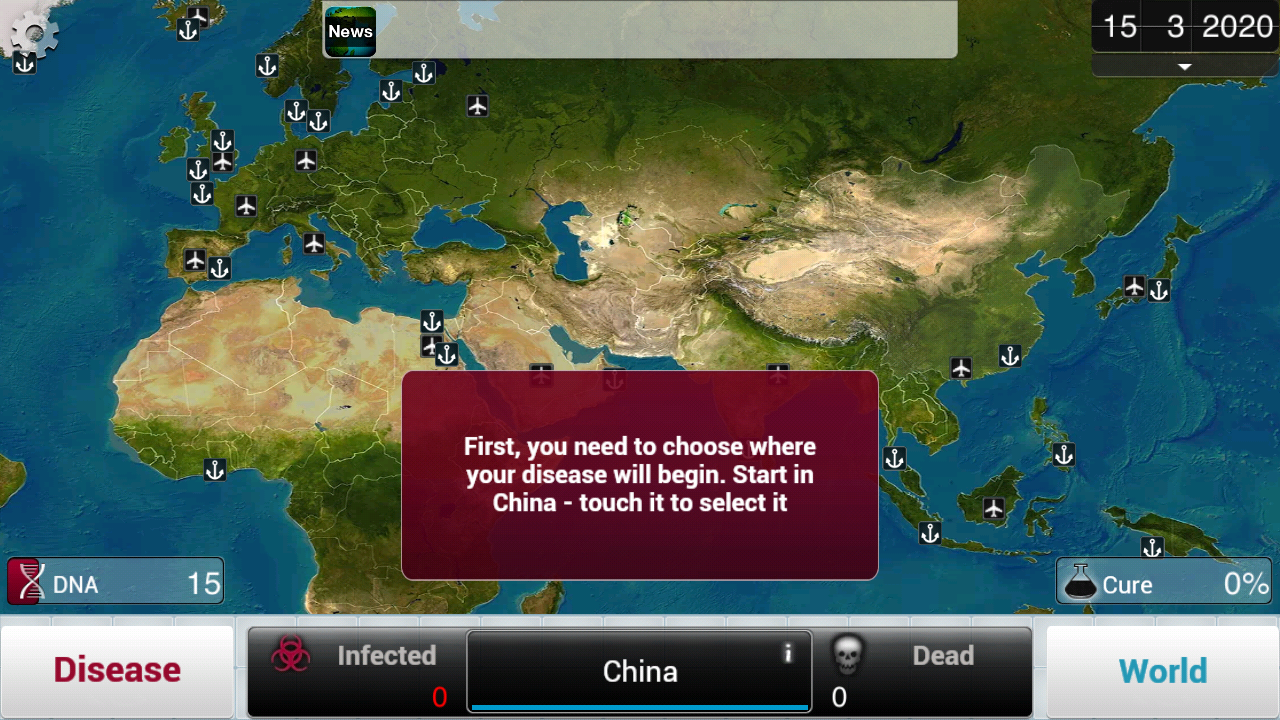 News
15 3 2020
First, you need to choose where
your disease will begin. Start in
China - touch it to select it
DNA 15
Cure 0%
Disease
Infected
0
China
i
Dead
0
World